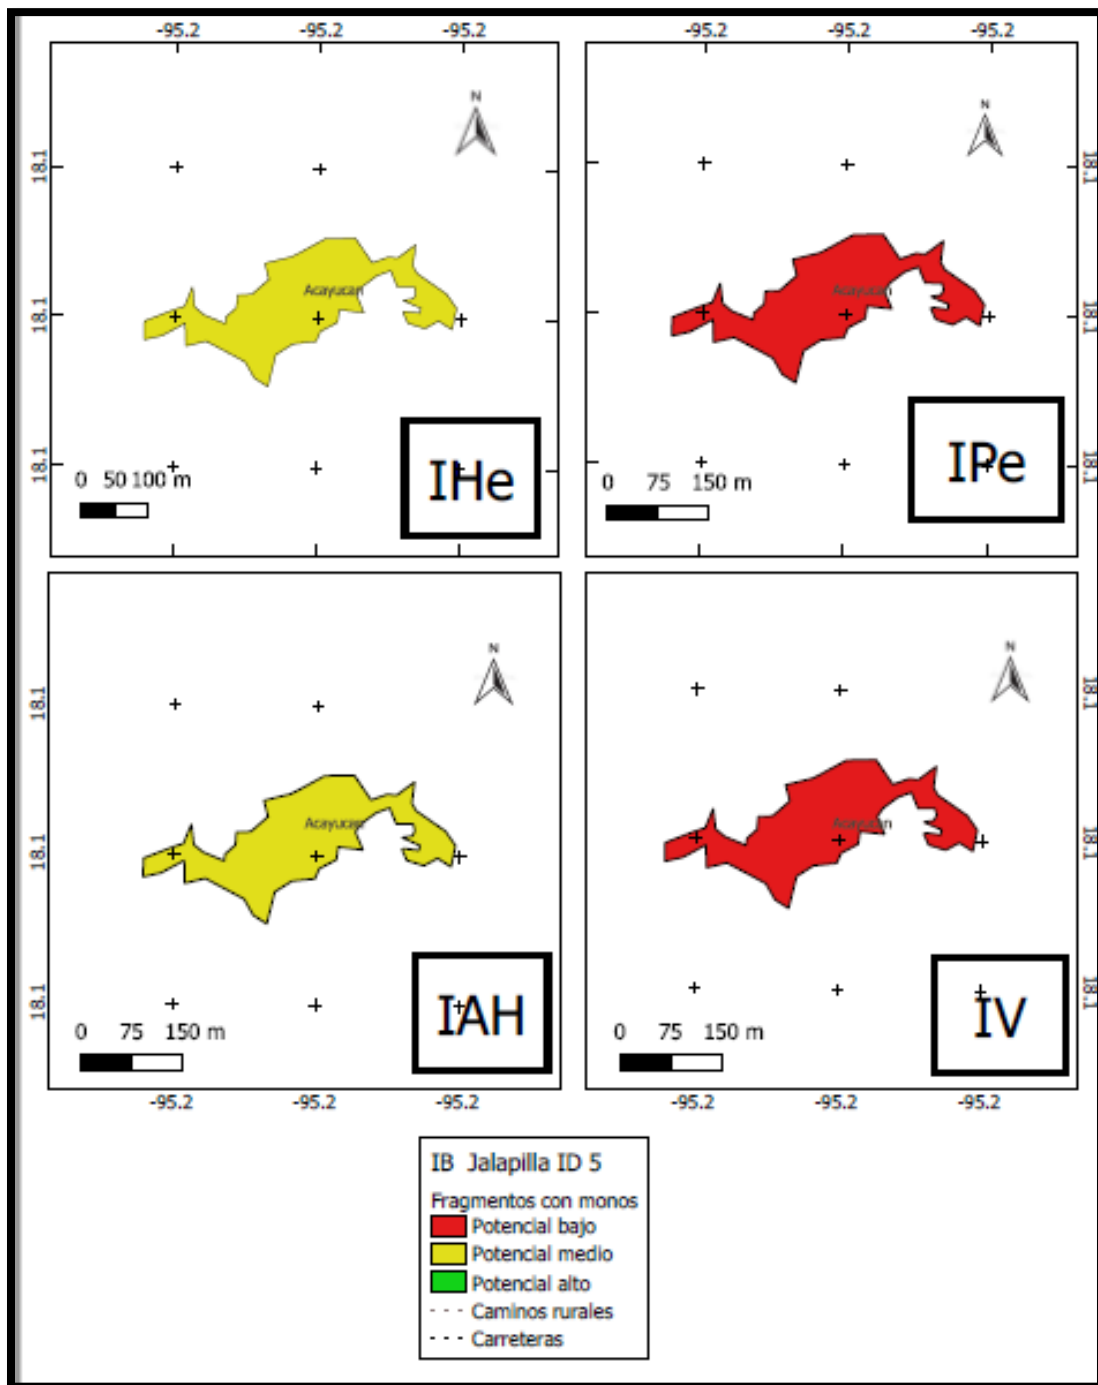 -95.2 -95.2 -95.2 -95.2 -95.2 -95.2
N N
18.1 18.1
Acayucan Acayucan
18.1 18.1
18.1 18.1
0 50 100 m
IHe
0 75 150 m
IPe
N N
18.1 18.1
Acayucan Acayucan
18.1 18.1
18.1 18.1
0 75 150 m
IAH
0 75 150 m
IV
-95.2 -95.2 -95.2 -95.2 -95.2 -95.2
IB Jalapilla ID 5
Fragmentos con monos
Potencial bajo
Potencial medio
Potencial alto
Caminos rurales
Carreteras